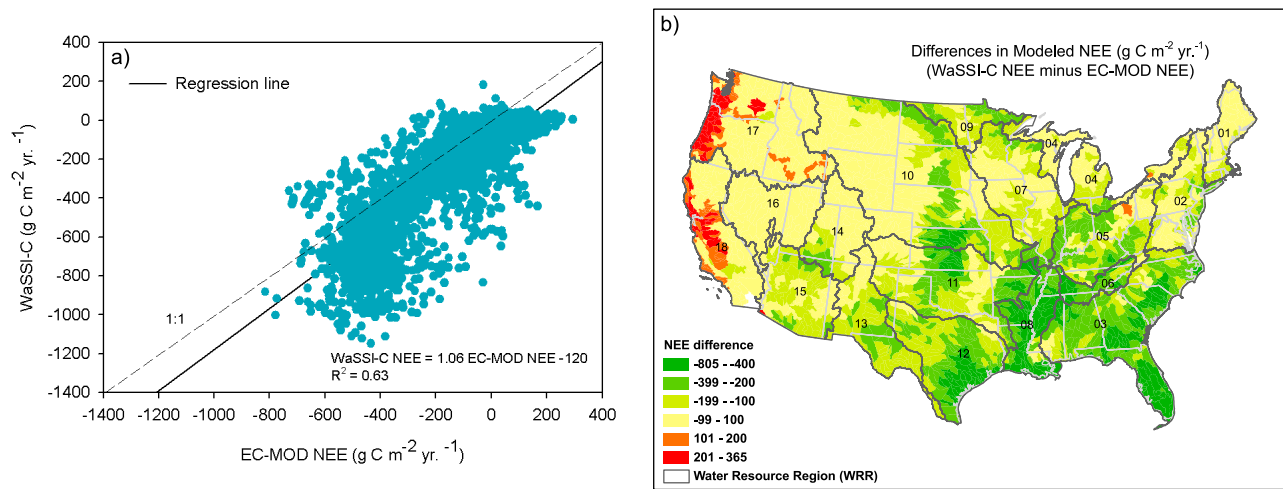 a)
Regression line
400
200
0
-200
-400
-600
-800
-1000
-1200
-1400
WaSSI-C (g C m-2 yr. -1)
1:1
WaSSI-C NEE = 1.06 EC-MOD NEE -120
R2 = 0.63
-1400 -1200 -1000 -800 -600 -400 -200 0 200 400
EC-MOD NEE (g C m-2 yr. -1)
b)
Differences in Modeled NEE (g C m-2 yr.-1)
(WaSSI-C NEE minus EC-MOD NEE)
17
09
04
01
10
04
07
02
16
18
14
05
15
11
06
13
08
03
12
NEE difference
-805 - -400
-399 - -200
-199 - -100
-99 - 100
101 - 200
201 - 365
Water Resource Region (WRR)